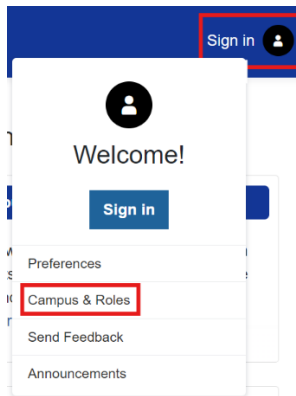 Sign in
Welcome!
Sign in
Preferences
Campus & Roles
Send Feedback
Announcements